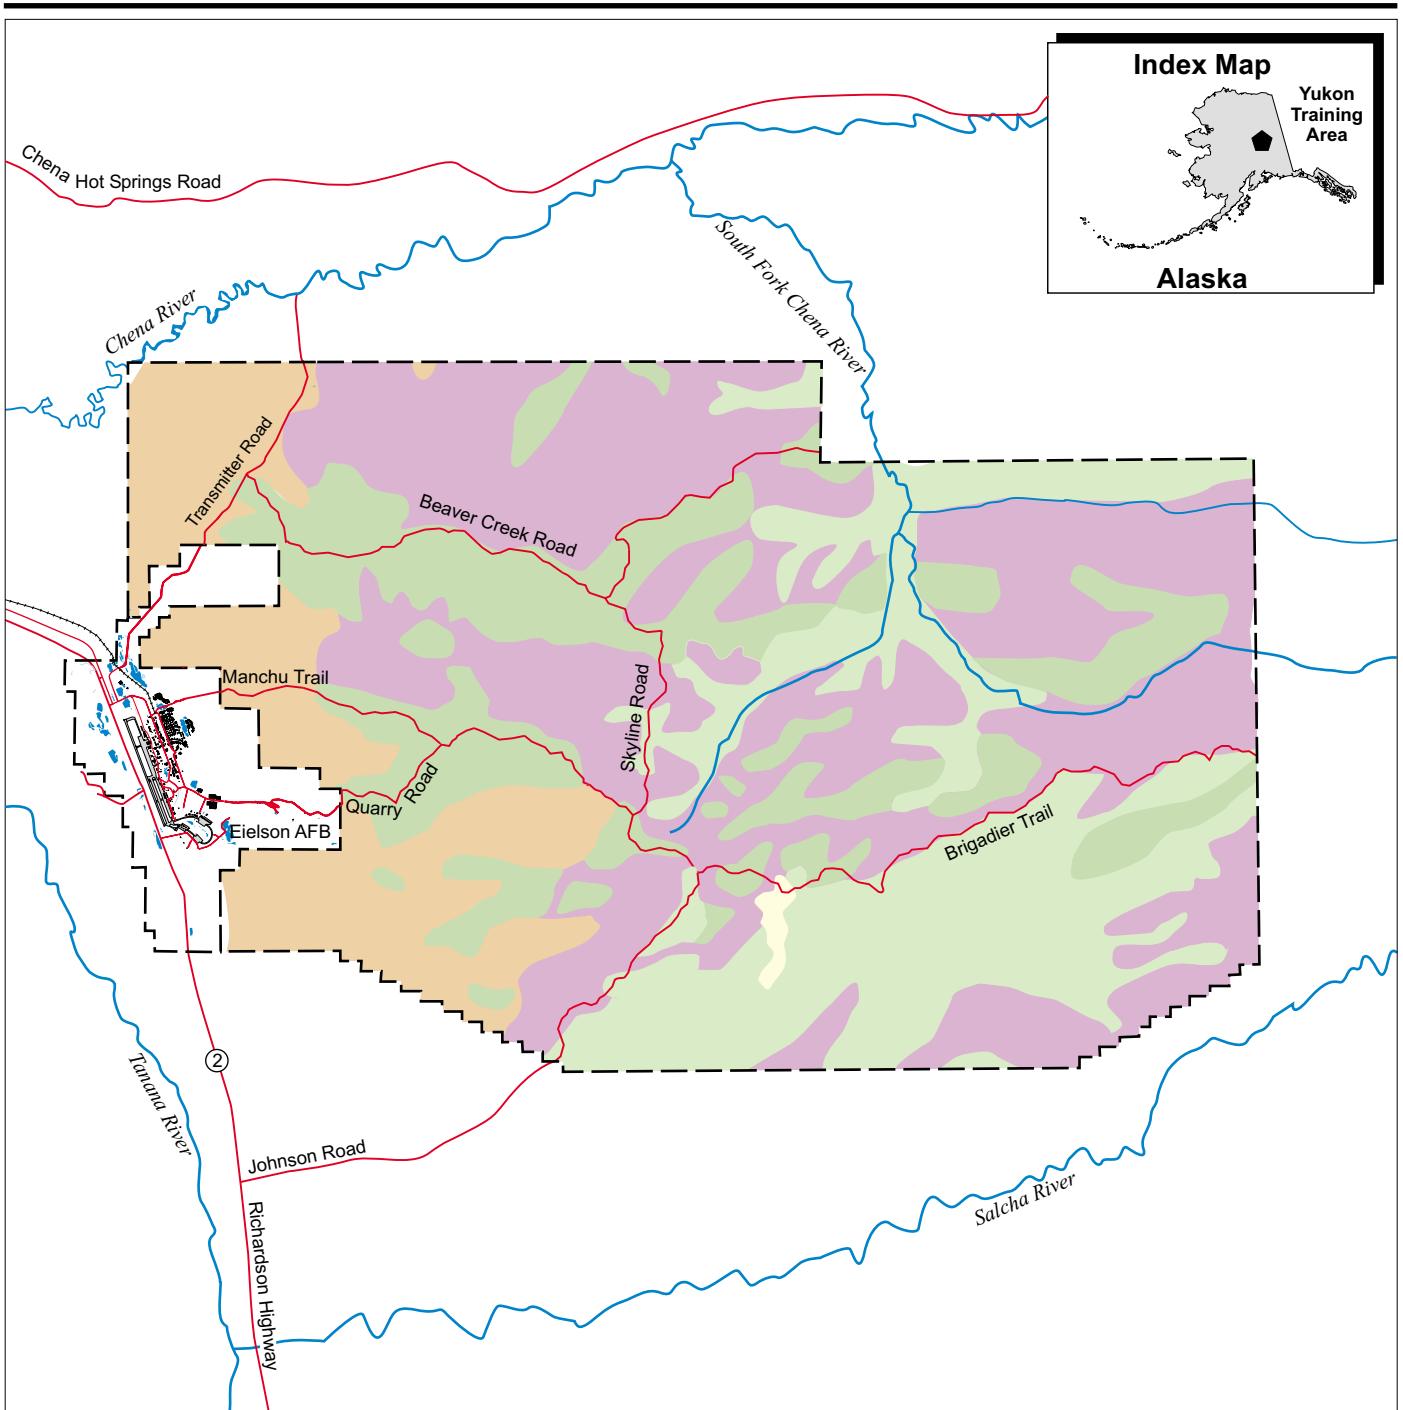 Index Map
Yukon
Training
Area
Alaska
Chena Hot Springs Road
South Fork Chena River
Chena River
Transmitter Road
Beaver Creek Road
Manchu Trail
Skyline Road
Quarry Road
Eielson AFB
Brigadier Trail
Tanana River
2
Johnson Road
Salcha River
Richardson Highway